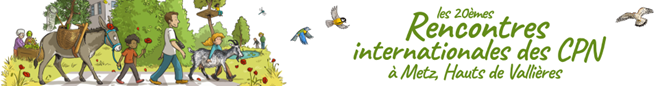 les 20èmes
Rencontres
internationales des CPN
à Metz, Hauts de Vallières